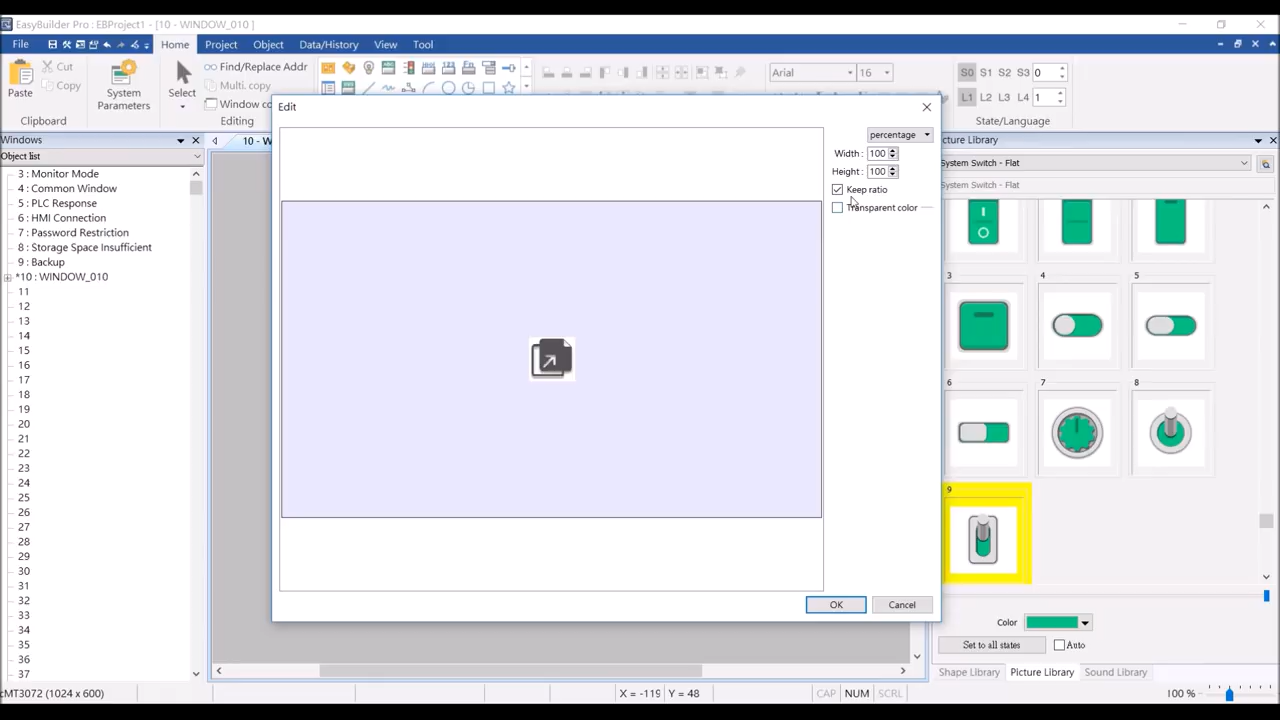 EasyBuilder Pro : EBProject1 - [10 - WINDOW_010 ]
File Home Project Object Data/History View Tool
Paste
Cut
Copy
Clipboard
System
Parameters
Select
Find/Replace Addr
Multi. copy
Window co
Editing
Arial 16
S0 S1 S2 S3 0
L1 L2 L3 L4 1
State/Language
Windows
Object list
3 : Monitor Mode
4 : Common Window
5 : PLC Response
6 : HMI Connection
7 : Password Restriction
8 : Storage Space Insufficient
9 : Backup
*10 : WINDOW_010
11
12
13
14
15
16
17
18
19
20
21
22
23
24
25
26
27
28
29
30
31
32
33
34
35
36
37
10 - W
Edit
percentage
Width : 100
Height : 100
Keep ratio
Transparent color
OK Cancel
Picture Library
System Switch - Flat
System Switch - Flat
3 4 5
6 7 8
9
Color
Set to all states Auto
Shape Library Picture Library Sound Library
cMT3072 (1024 x 600) X = -119 Y = 48 CAP NUM SCRL 100 %